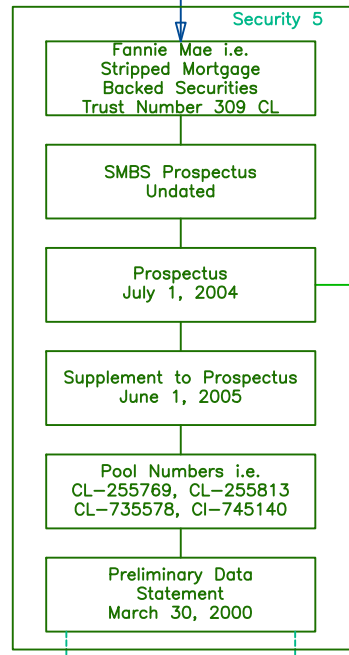 Security 5
Fannie Mae i.e.
Stripped Mortgage
Backed Securities
Trust Number 309 CL
SMBS Prospectus
Undated
Prospectus
July 1, 2004
Supplement to Prospectus
June 1, 2005
Pool Numbers i.e.
CL-255769, CL-255813
CL-735578, Cl-745140
Preliminary Data
Statement
March 30, 2000